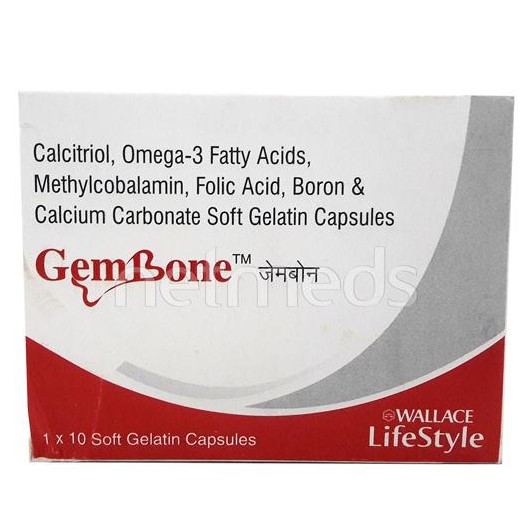 Calcitriol, Omega-3 Fatty Acids,
Methylcobalamin, Folic Acid, Boron &
Calcium Carbonate Soft Gelatin Capsules
GemBone™ जेमबोन
netmeds
1 x 10 Soft Gelatin Capsules
WALLACE
LifeStyle